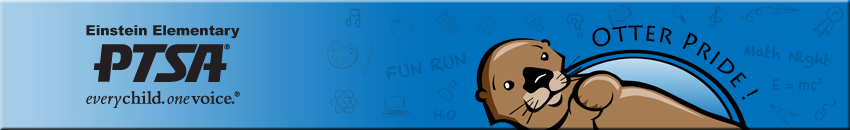 Einstein Elementary
PTSA®
everychild.onevoice.®
FUN RUN
H₂O
OTTER PRIDE!
Math Night
E = mc²